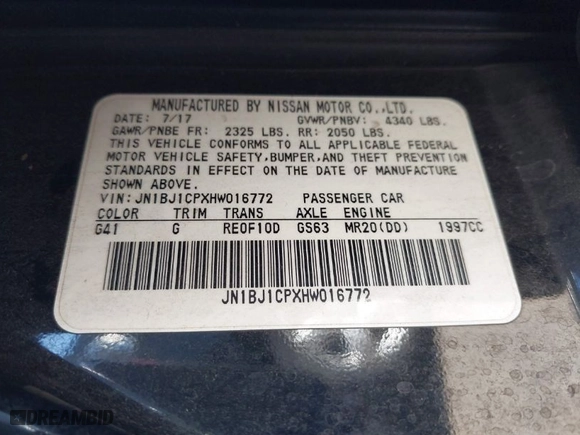 MANUFACTURED BY NISSAN MOTOR CO.,LTD.
DATE: 7/17 GVWR/PNBV: 4340 LBS.
GAWR/PNBE FR: 2325 LBS. RR: 2050 LBS.
THIS VEHICLE CONFORMS TO ALL APPLICABLE FEDERAL
MOTOR VEHICLE SAFETY,BUMPER,AND THEFT PREVENTION
STANDARDS IN EFFECT ON THE DATE OF MANUFACTURE
SHOWN ABOVE.
VIN: JN1BJ1CPXHW016772 PASSENGER CAR
COLOR TRIM TRANS AXLE ENGINE
G41 G RE0F10D GS63 MR20(DD) 1997CC
JN1BJ1CPXHW016772
DREAMBID